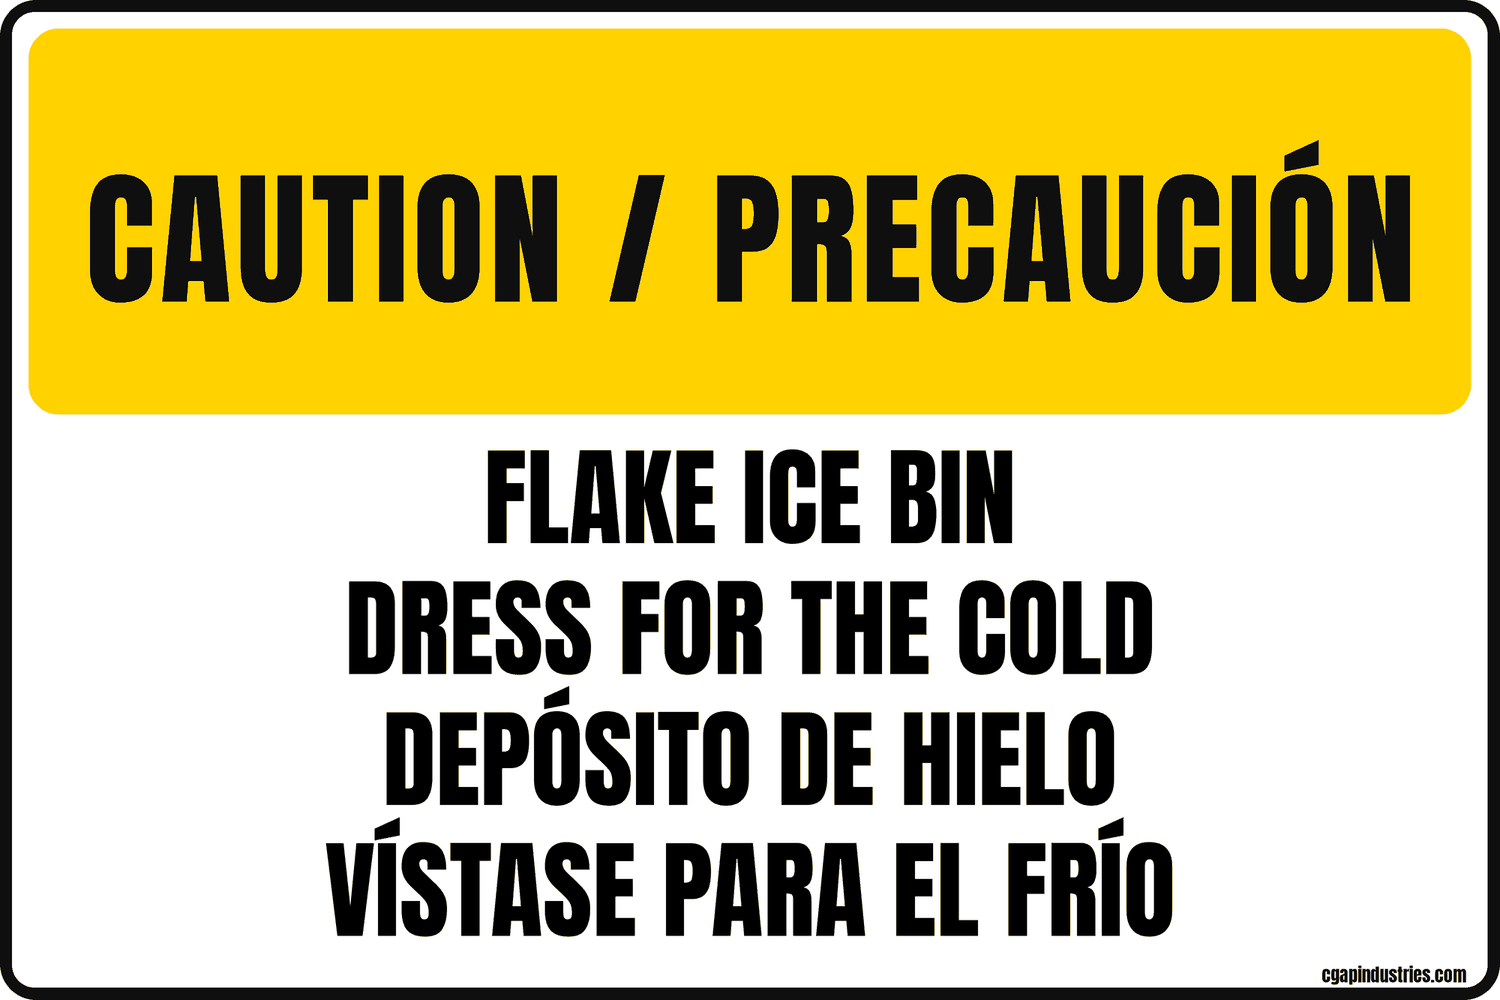 CAUTION / PRECAUCIÓN
FLAKE ICE BIN
DRESS FOR THE COLD
DEPÓSITO DE HIELO
VÍSTASE PARA EL FRÍO
cgapindustries.com